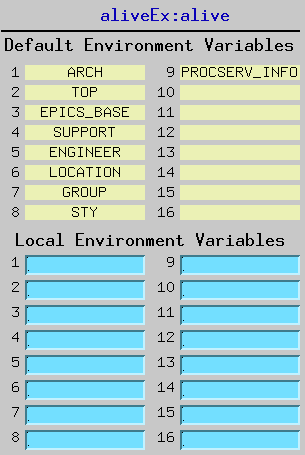 aliveEx:alive
Default Environment Variables
1 ARCH 9 PROCSERV_INFO
2 TOP 10
3 EPICS_BASE 11
4 SUPPORT 12
5 ENGINEER 13
6 LOCATION 14
7 GROUP 15
8 STY 16
Local Environment Variables
1 9
2 10
3 11
4 12
5 13
6 14
7 15
8 16